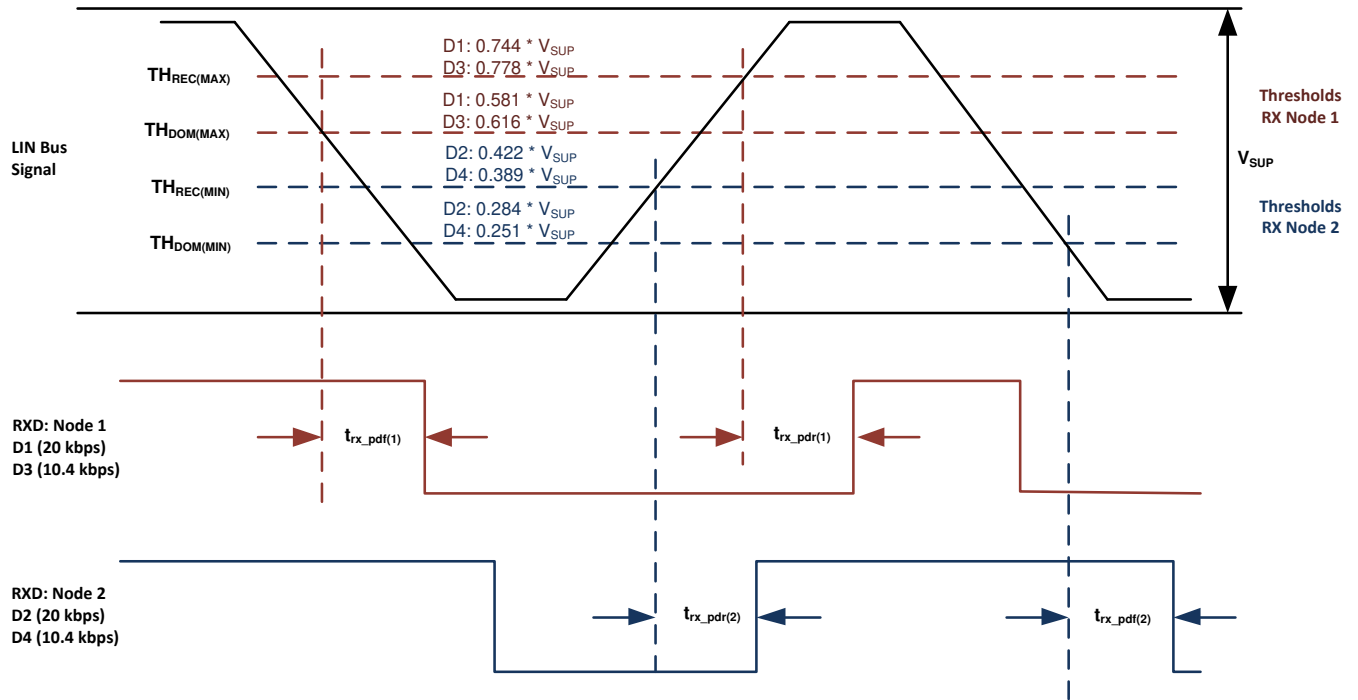 D1: 0.744 * VSUP
THREC(MAX)
D3: 0.778 * VSUP
D1: 0.581 * VSUP
THDOM(MAX)
D3: 0.616 * VSUP
Thresholds
RX Node 1
LIN Bus
Signal
D2: 0.422 * VSUP
TCREC(MIN)
D4: 0.389 * VSUP
VSUP
D2: 0.284 * VSUP
THDOM(MIN)
D4: 0.251 * VSUP
Thresholds
RX Node 2
RXD: Node 1
D1 (20 kbps)
D3 (10.4 kbps)
trx_pdf(1)
trx_pdr(1)
RXD: Node 2
D2 (20 kbps)
D4 (10.4 kbps)
trx_pdr(2)
trx_pdf(2)